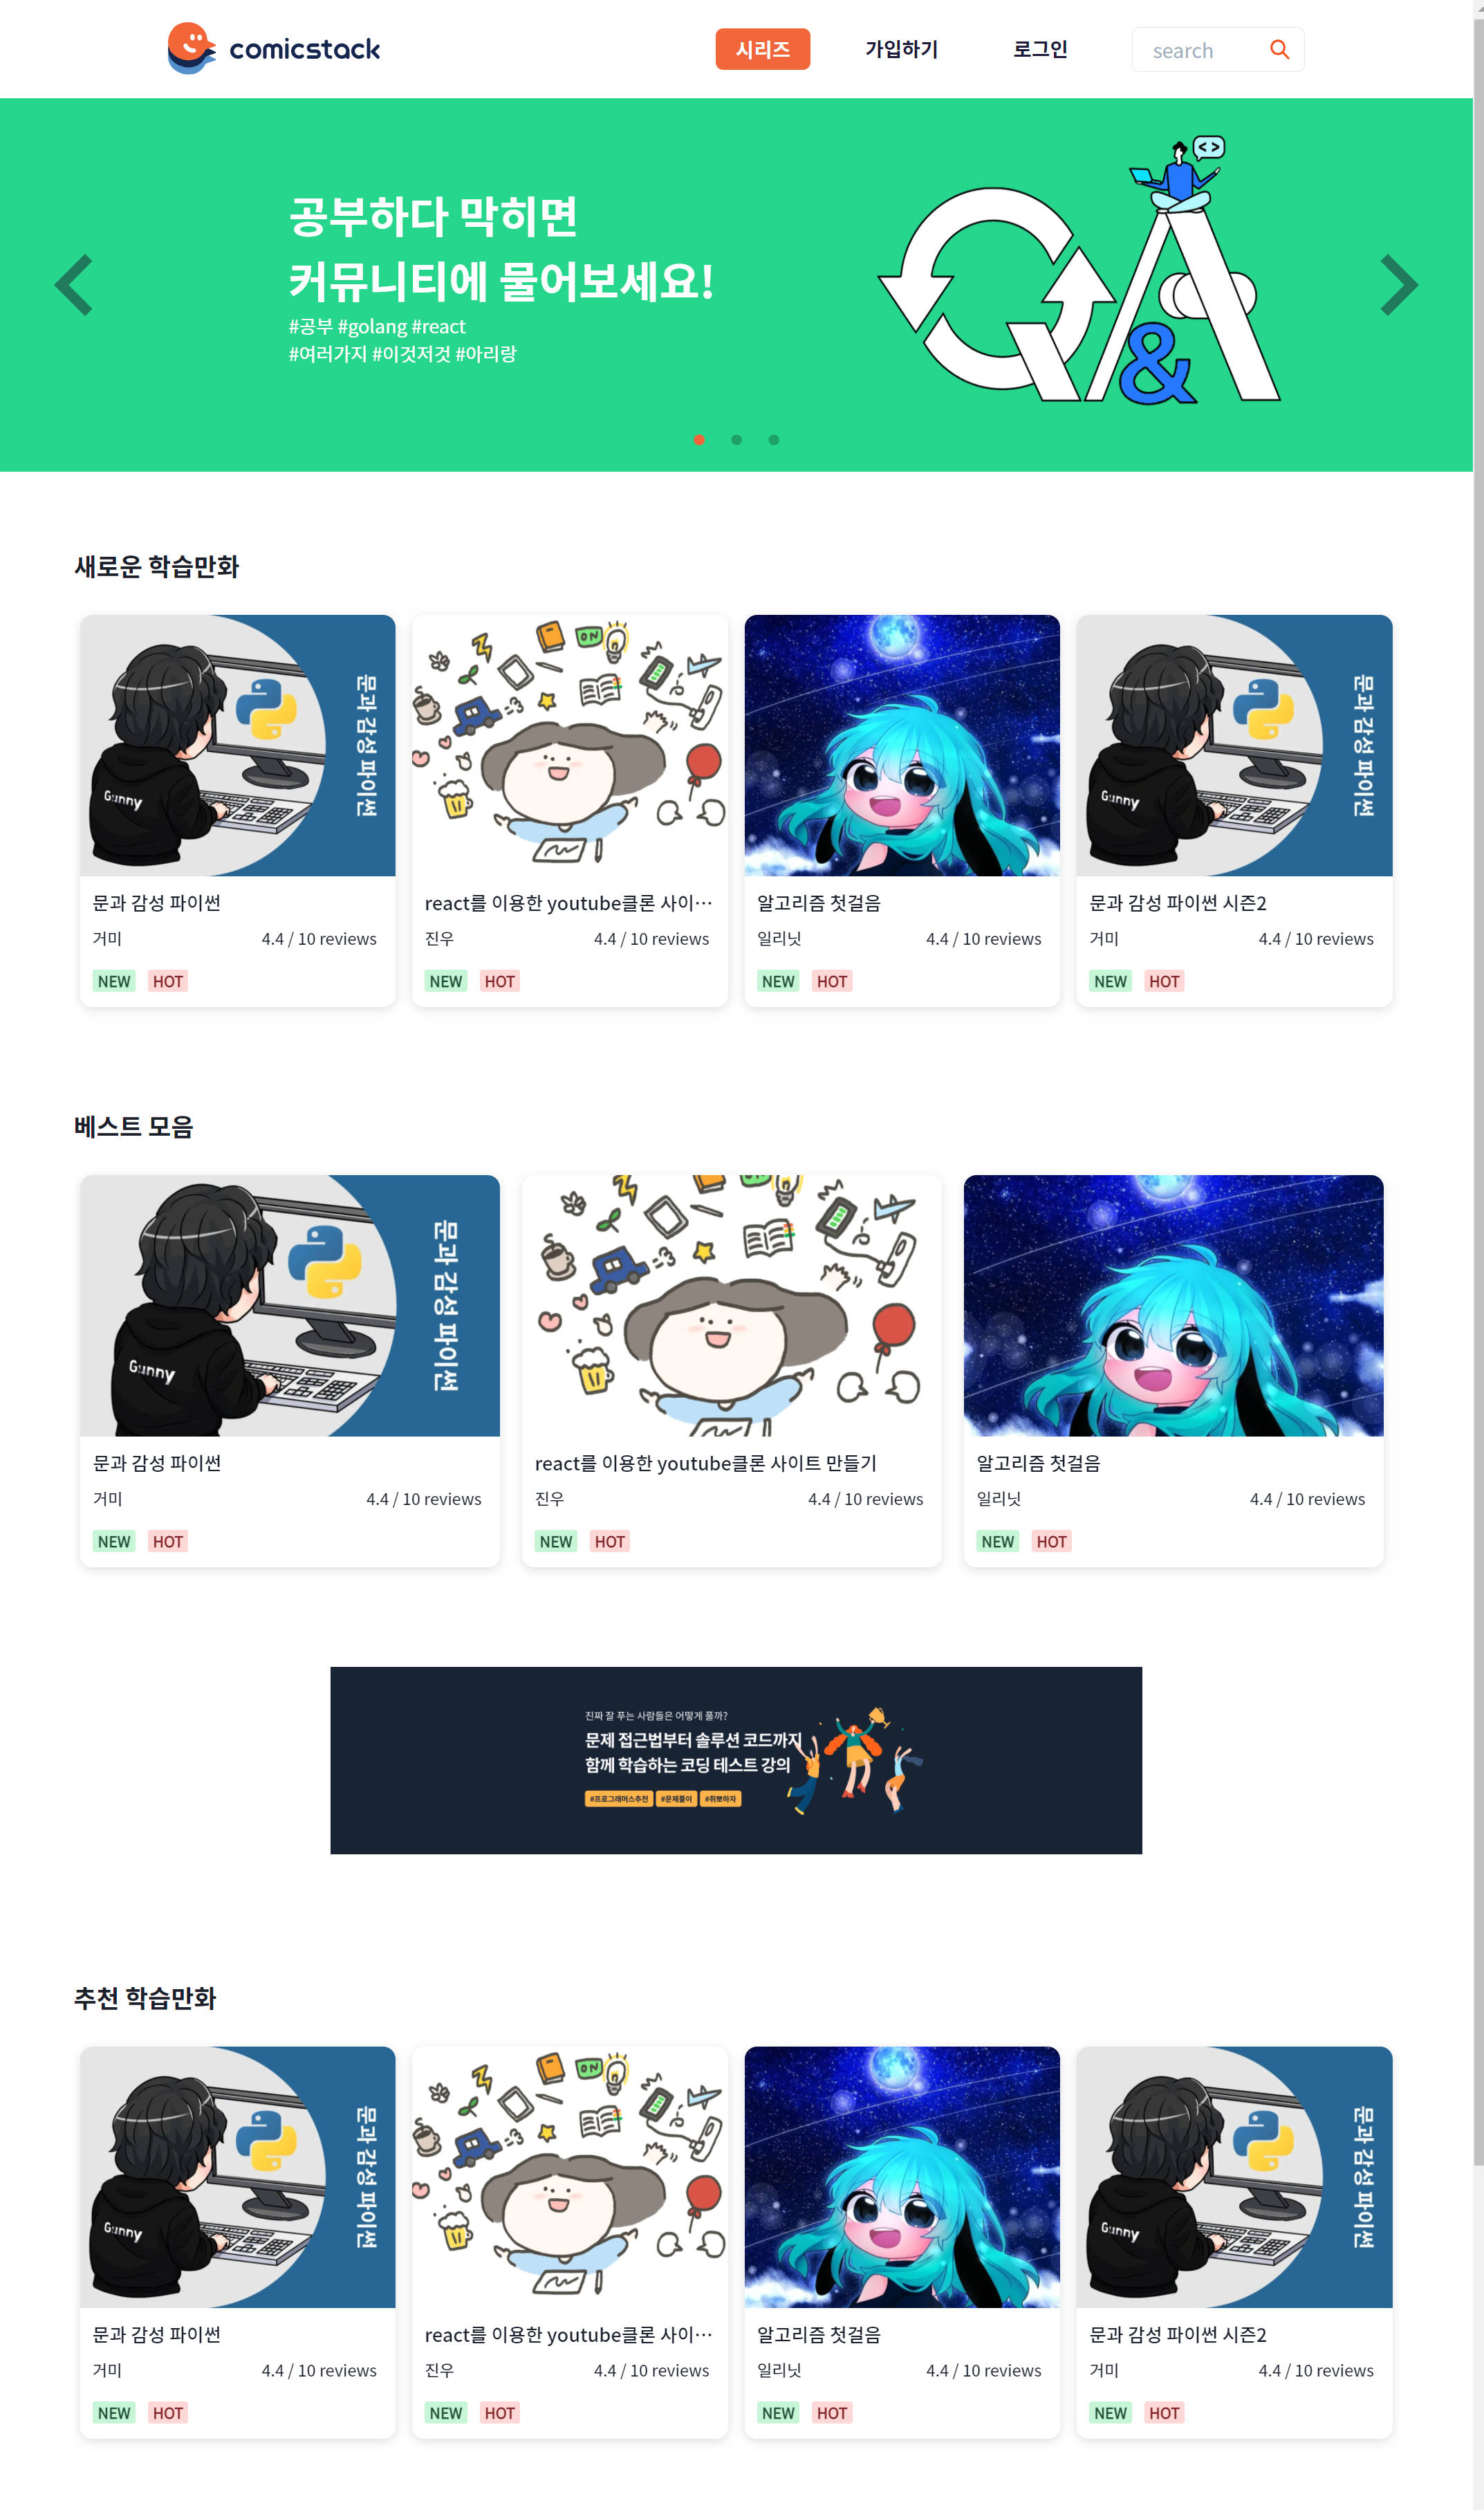 comicstack
시리즈
가입하기
로그인
search
공부하다 막히면
커뮤니티에 물어보세요!
#공부 #golang #react
#여러가지 #이것저것 #아리랑
< >
Q&A
새로운 학습만화
Gunny
문과 감성 파이썬
ON
Gunny
문과 감성 파이썬
문과 감성 파이썬
거미
4.4 / 10 reviews
NEW
HOT
react를 이용한 youtube클론 사이…
진우
4.4 / 10 reviews
NEW
HOT
알고리즘 첫걸음
일리닛
4.4 / 10 reviews
NEW
HOT
문과 감성 파이썬 시즌2
거미
4.4 / 10 reviews
NEW
HOT
베스트 모음
Gunny
문과 감성 파이썬
문과 감성 파이썬
거미
4.4 / 10 reviews
NEW
HOT
react를 이용한 youtube클론 사이트 만들기
진우
4.4 / 10 reviews
NEW
HOT
알고리즘 첫걸음
일리닛
4.4 / 10 reviews
NEW
HOT
진짜 잘 푸는 사람들은 어떻게 풀까?
문제 접근법부터 솔루션 코드까지
함께 학습하는 코딩 테스트 강의
#프로그래머스추천 #문제풀이 #취뽀하자
추천 학습만화
Gunny
문과 감성 파이썬
ON
Gunny
문과 감성 파이썬
문과 감성 파이썬
거미
4.4 / 10 reviews
NEW
HOT
react를 이용한 youtube클론 사이…
진우
4.4 / 10 reviews
NEW
HOT
알고리즘 첫걸음
일리닛
4.4 / 10 reviews
NEW
HOT
문과 감성 파이썬 시즌2
거미
4.4 / 10 reviews
NEW
HOT